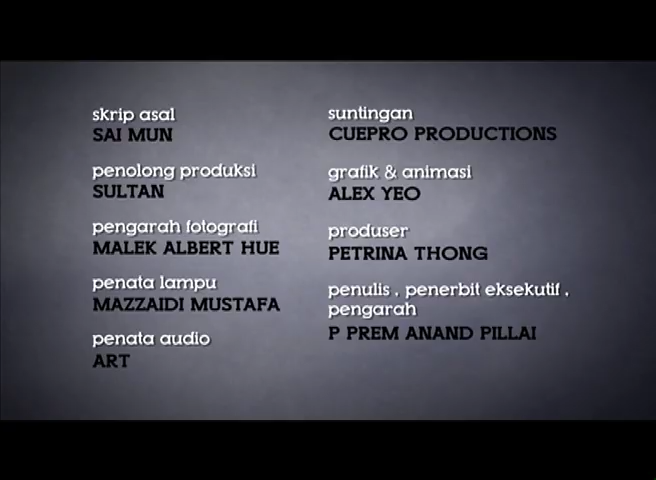 skrip asal
SAI MUN
penolong produksi
SULTAN
pengarah fotografi
MALEK ALBERT HUE
penata lampu
MAZZAIDI MUSTAFA
penata audio
ART
suntingan
CUEPRO PRODUCTIONS
grafik & animasi
ALEX YEO
produser
PETRINA THONG
penulis , penerbit eksekutif ,
pengarah
P PREM ANAND PILLAI